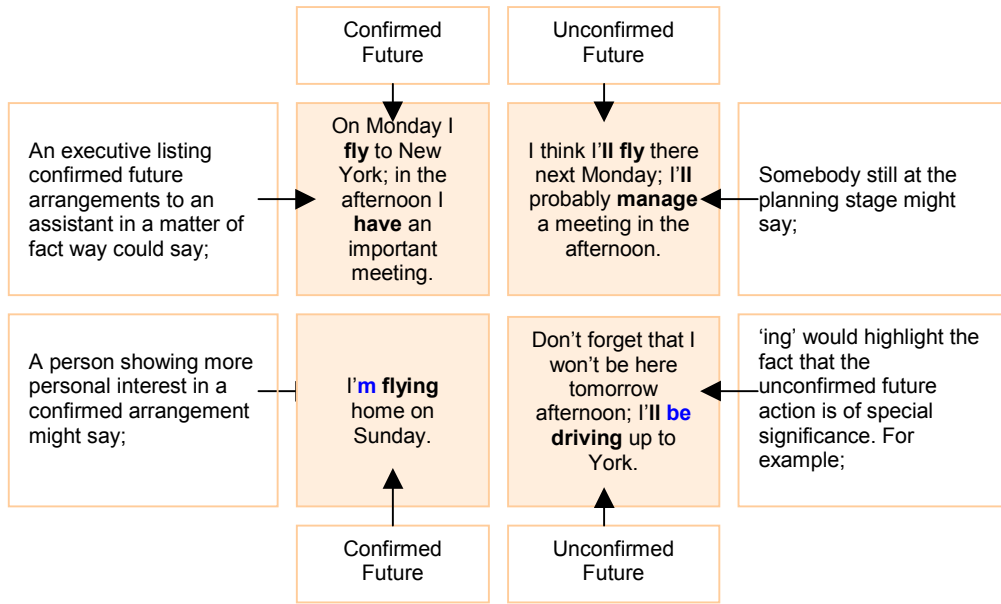 Confirmed
Future
Unconfirmed
Future
An executive listing
confirmed future
arrangements to an
assistant in a matter of
fact way could say;
On Monday I
fly to New
York; in the
afternoon I
have an
important
meeting.
I think I'll fly there
next Monday; I'll
probably manage
a meeting in the
afternoon.
Somebody still at the
planning stage might
say;
A person showing more
personal interest in a
confirmed arrangement
might say;
I'm flying
home on
Sunday.
Don't forget that I
won't be here
tomorrow
afternoon; I'll be
driving up to
York.
‘ing’ would highlight the
fact that the
unconfirmed future
action is of special
significance. For
example;
Confirmed
Future
Unconfirmed
Future